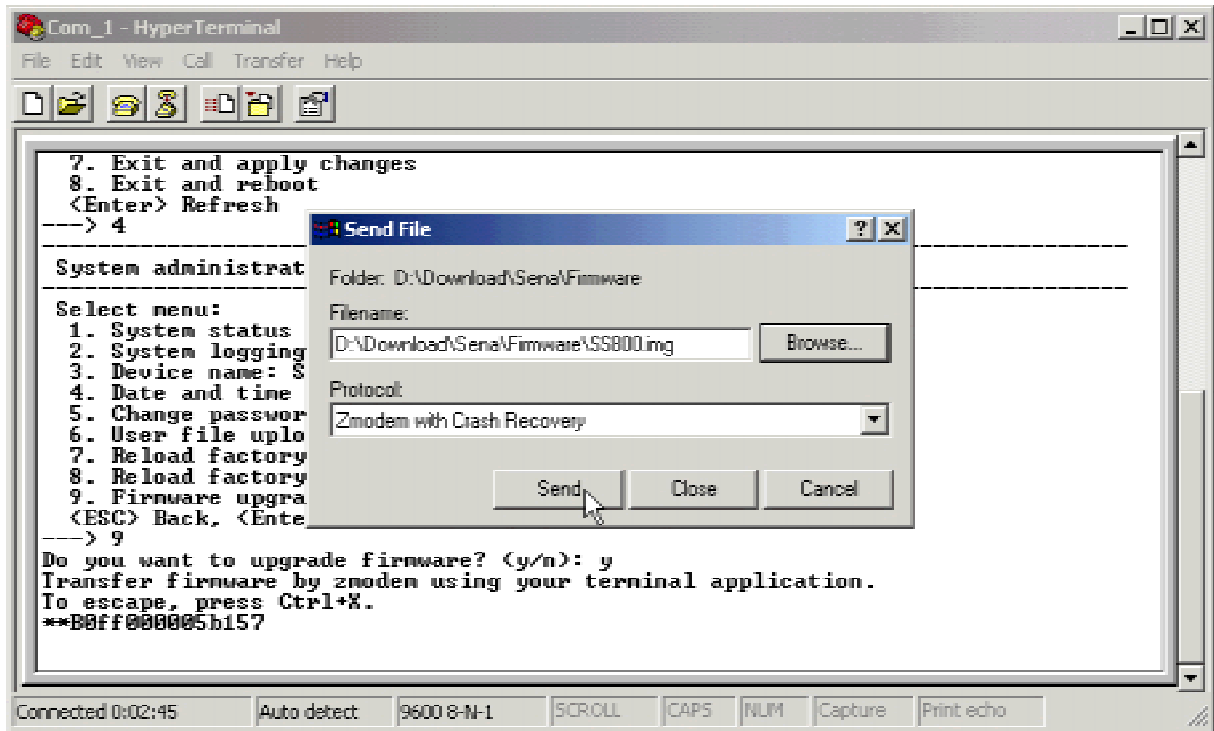 Com_1 - HyperTerminal
File Edit View Call Transfer Help
7. Exit and apply changes
8. Exit and reboot
<Enter> Refresh
---> 4
System administrat
Select menu:
1. System status
2. System logging
3. Device name: S
4. Date and time
5. Change passwor
6. User file uplo
7. Reload factory
8. Reload factory
9. Firmware upgra
<ESC> Back, <Ente
---> 9
Do you want to upgrade firmware? (y/n): y
Transfer firmware by zmodem using your terminal application.
To escape, press Ctrl+X.
**B0ff000005b157
Send File
Folder: D:\Download\Sena\Firmware
Filename:
D:\Download\Sena\Firmware\SS800.img
Browse...
Protocol:
Zmodem with Crash Recovery
Send Close Cancel
Connected 0:02:45 Auto detect 9600 8-N-1 SCROLL CAPS NUM Capture Print echo